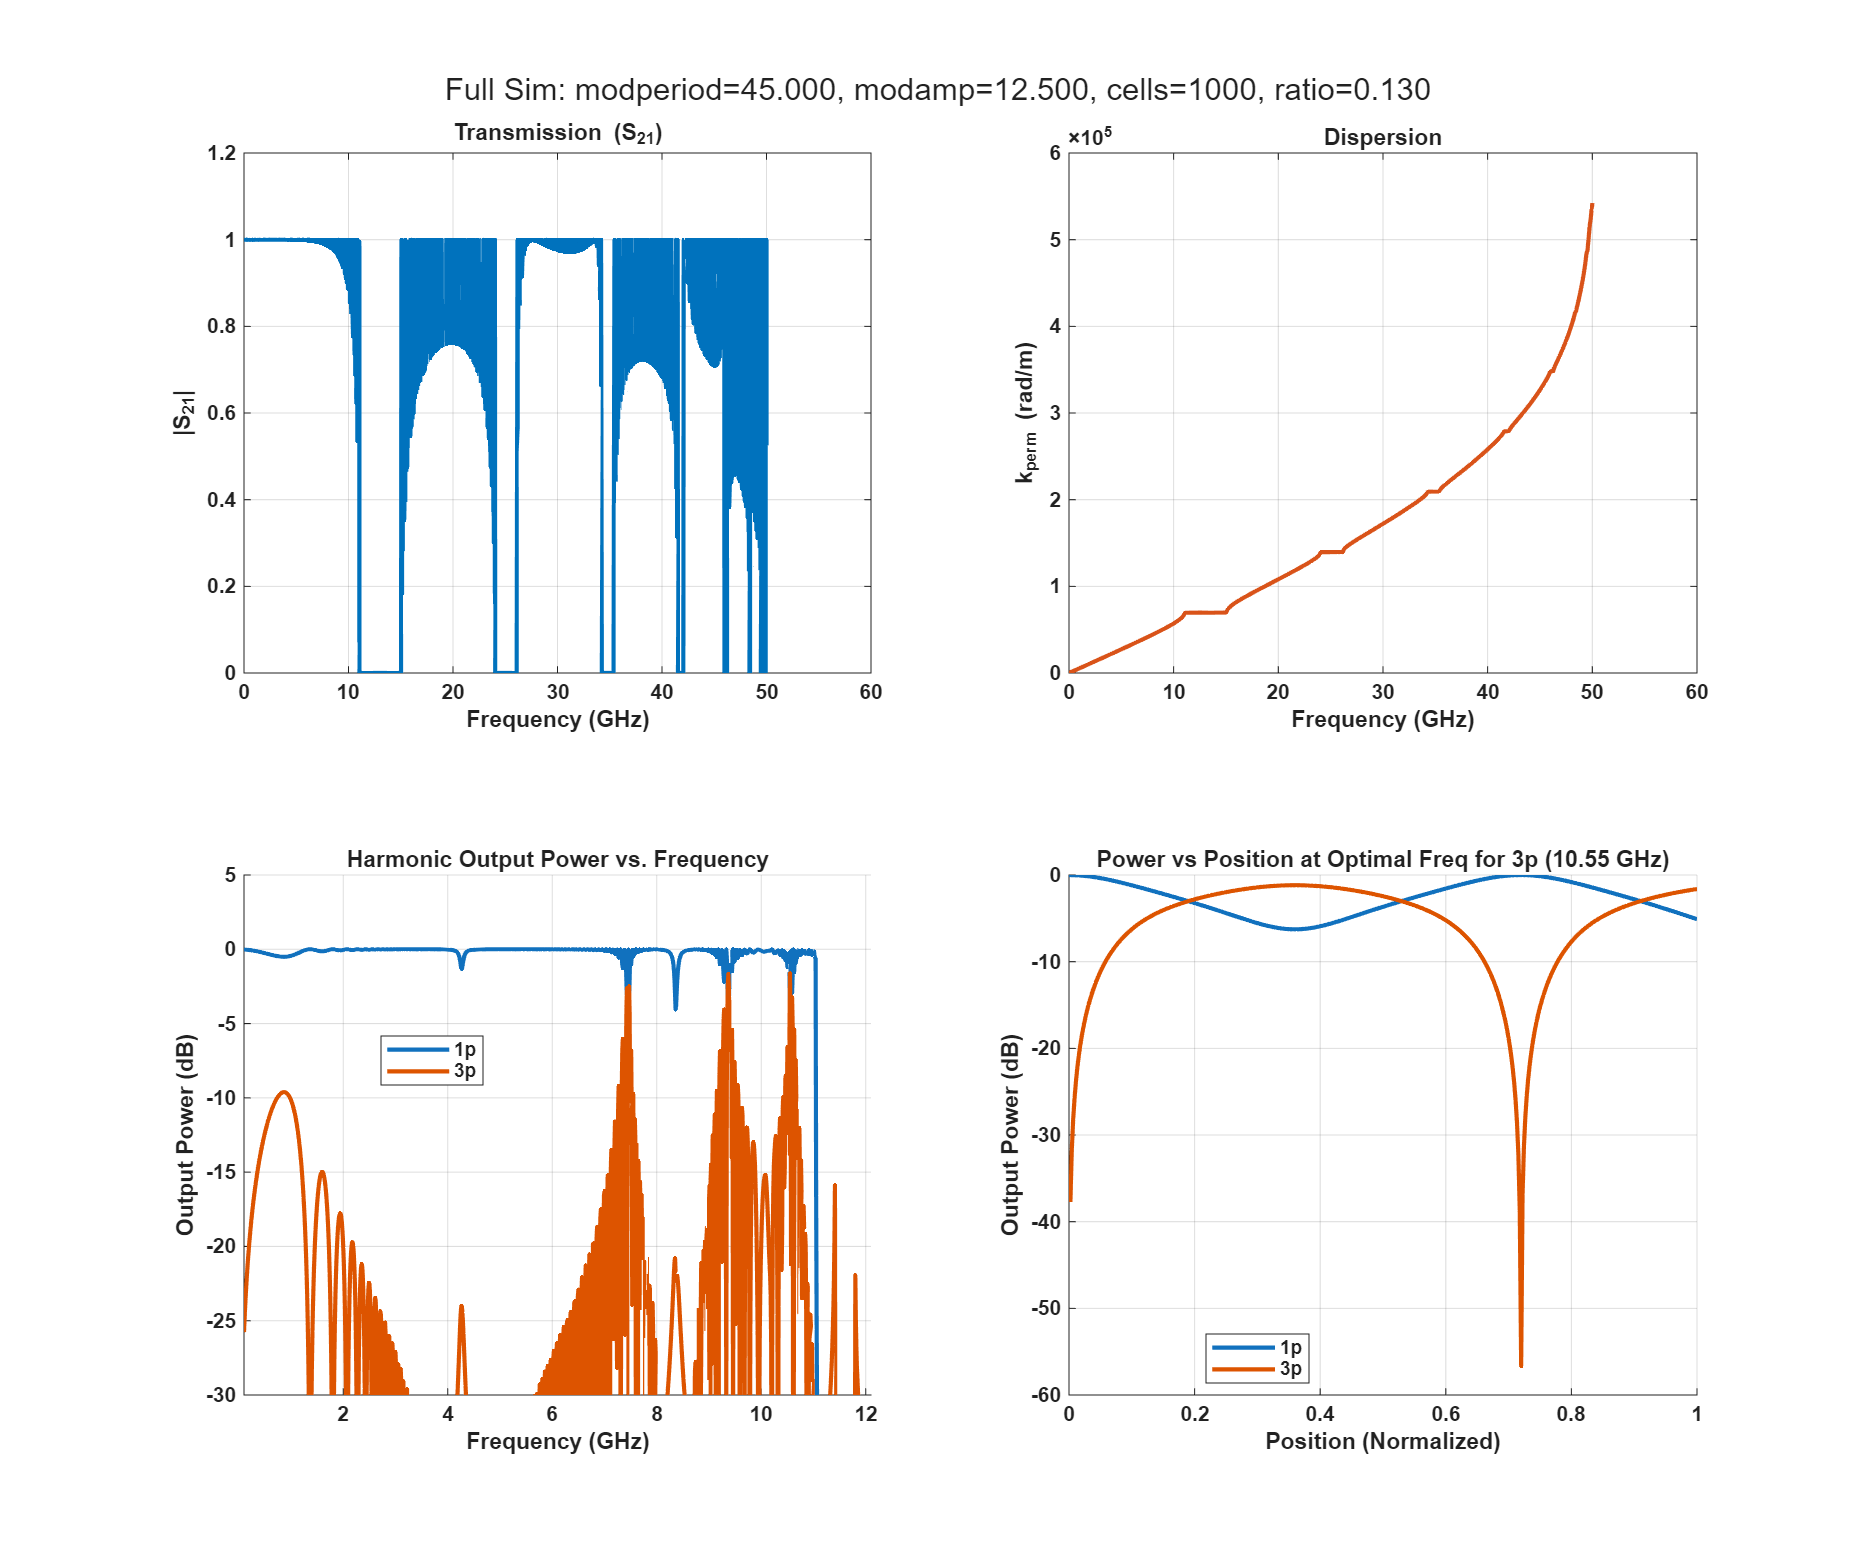 Full Sim: modperiod=45.000, modamp=12.500, cells=1000, ratio=0.130
Transmission (S21)
1.2
1
0.8
0.6
0.4
0.2
0
0 10 20 30 40 50 60
Frequency (GHz)
|S21|
×10^5
Dispersion
6
5
4
3
2
1
0
0 10 20 30 40 50 60
Frequency (GHz)
kperm (rad/m)
Harmonic Output Power vs. Frequency
5
0
-5
-10
-15
-20
-25
-30
2 4 6 8 10 12
Frequency (GHz)
Output Power (dB)
1p
3p
Power vs Position at Optimal Freq for 3p (10.55 GHz)
0
-10
-20
-30
-40
-50
-60
0 0.2 0.4 0.6 0.8 1
Position (Normalized)
Output Power (dB)
1p
3p